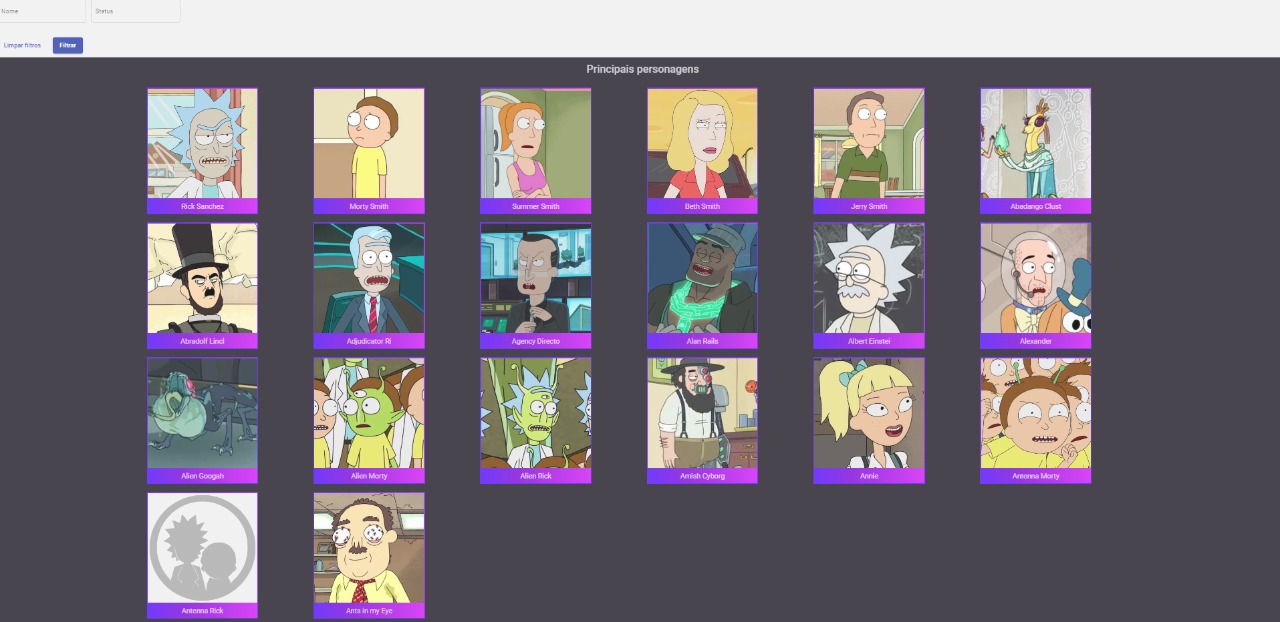 Nome
Status
Limpar filtros
Filtrar
Principais personagens
Rick Sanchez
Morty Smith
Summer Smith
Beth Smith
Jerry Smith
Abadango Clust
Abradolf Lincl
Adjudicator Ri
Agency Directo
Alan Rails
Albert Einstei
Alexander
Alien Googah
Alien Morty
Alien Rick
Amish Cyborg
Annie
Antenna Morty
Antenna Rick
Ants in my Eye